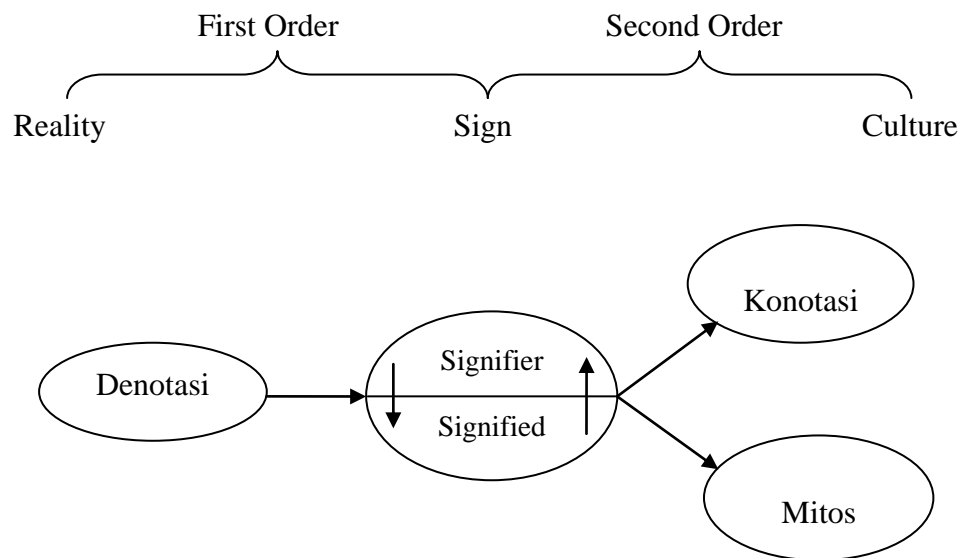 First Order Second Order
Reality Sign Culture
Konotasi
Signifier
Denotasi
Signified
Mitos